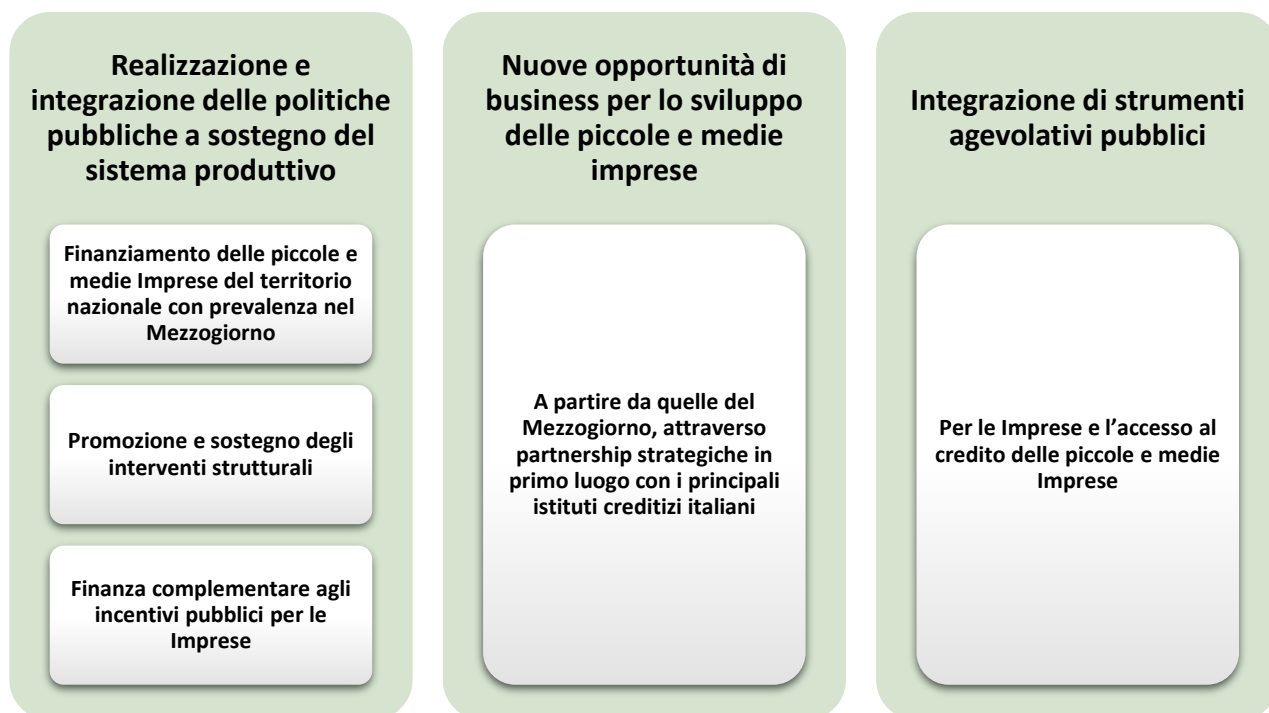 Realizzazione e
integrazione delle politiche
pubbliche a sostegno del
sistema produttivo
Finanziamento delle piccole e
medie Imprese del territorio
nazionale con prevalenza nel
Mezzogiorno
Promozione e sostegno degli
interventi strutturali
Finanza complementare agli
incentivi pubblici per le
Imprese
Nuove opportunità di
business per lo sviluppo
delle piccole e medie
imprese
A partire da quelle del
Mezzogiorno, attraverso
partnership strategiche in
primo luogo con i principali
istituti creditizi italiani
Integrazione di strumenti
agevolativi pubblici
Per le Imprese e l’accesso al
credito delle piccole e medie
Imprese